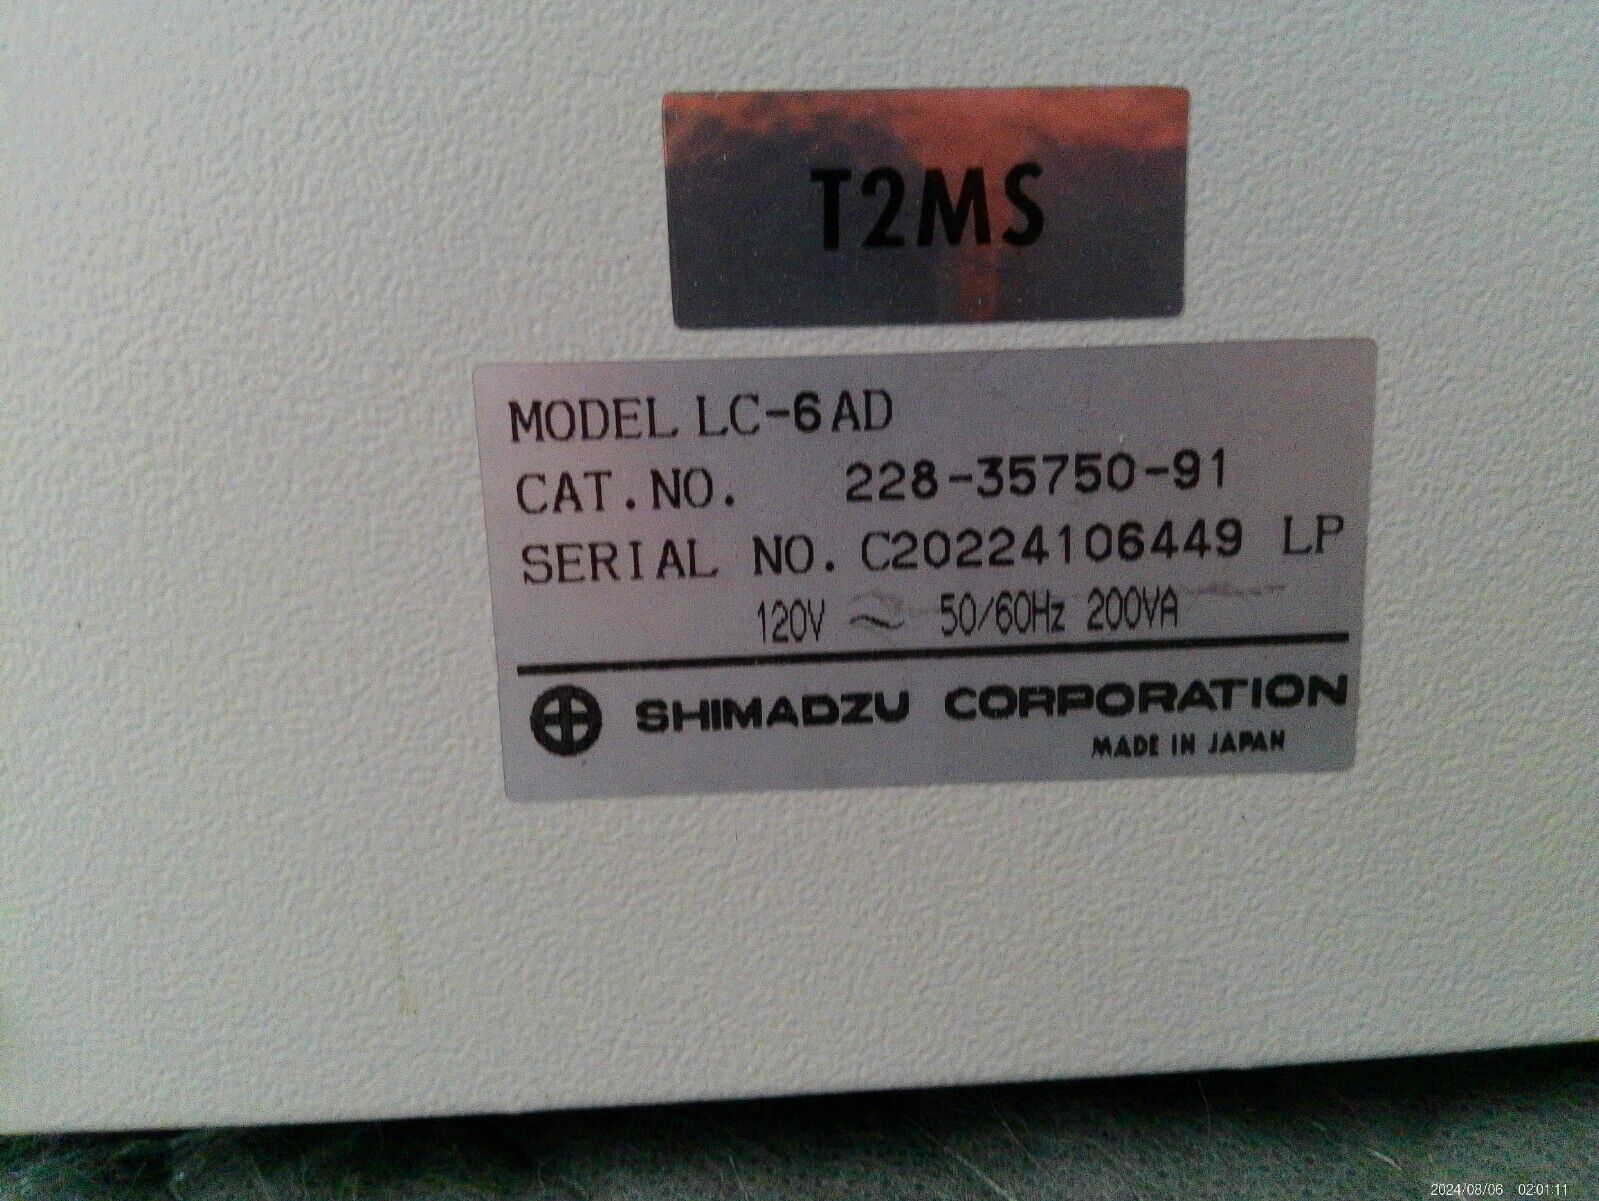 T2MS
MODEL LC-6AD
CAT.NO. 228-35750-91
SERIAL NO. C20224106449 LP
120V ~ 50/60Hz 200VA
SHIMADZU CORPORATION
MADE IN JAPAN
2024/08/06 02:01:11